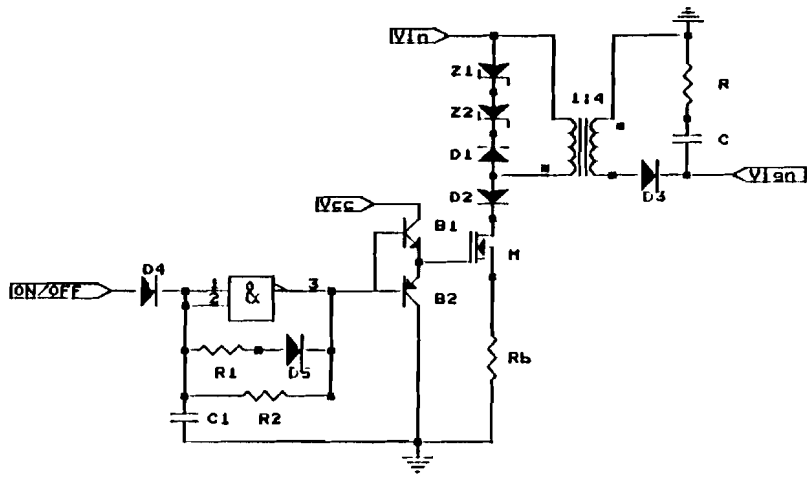 Vin
Z1
Z2
D1
D2
1:4
R
C
D3
Vign
Vcc
B1
B2
M
D4
ON/OFF
1
2
&
3
R1
D5
C1
R2
Rb